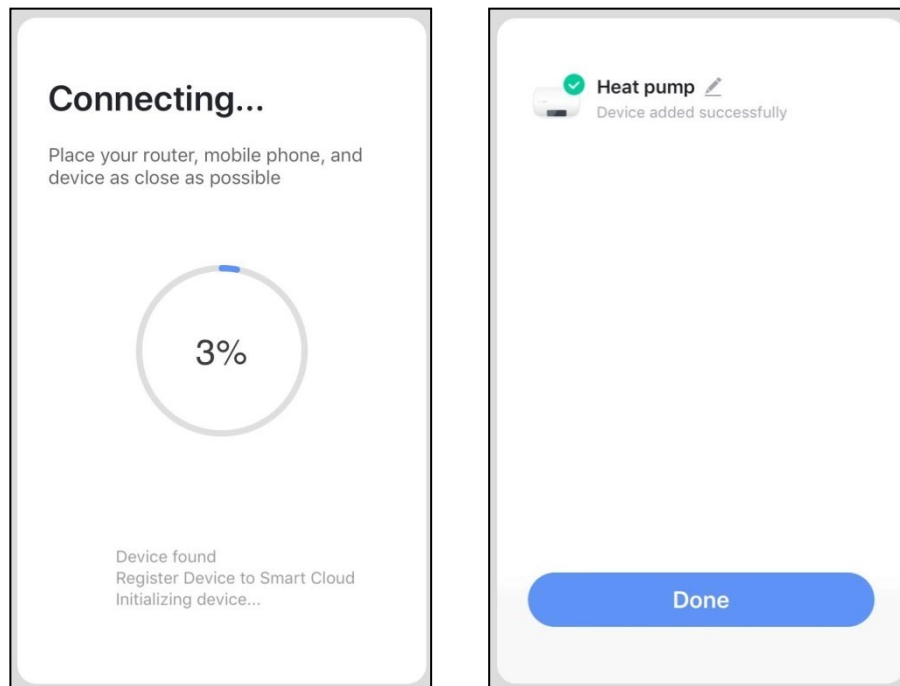 Connecting...
Place your router, mobile phone, and
device as close as possible
3%
Device found
Register Device to Smart Cloud
Initializing device...
Heat pump
Device added successfully
Done